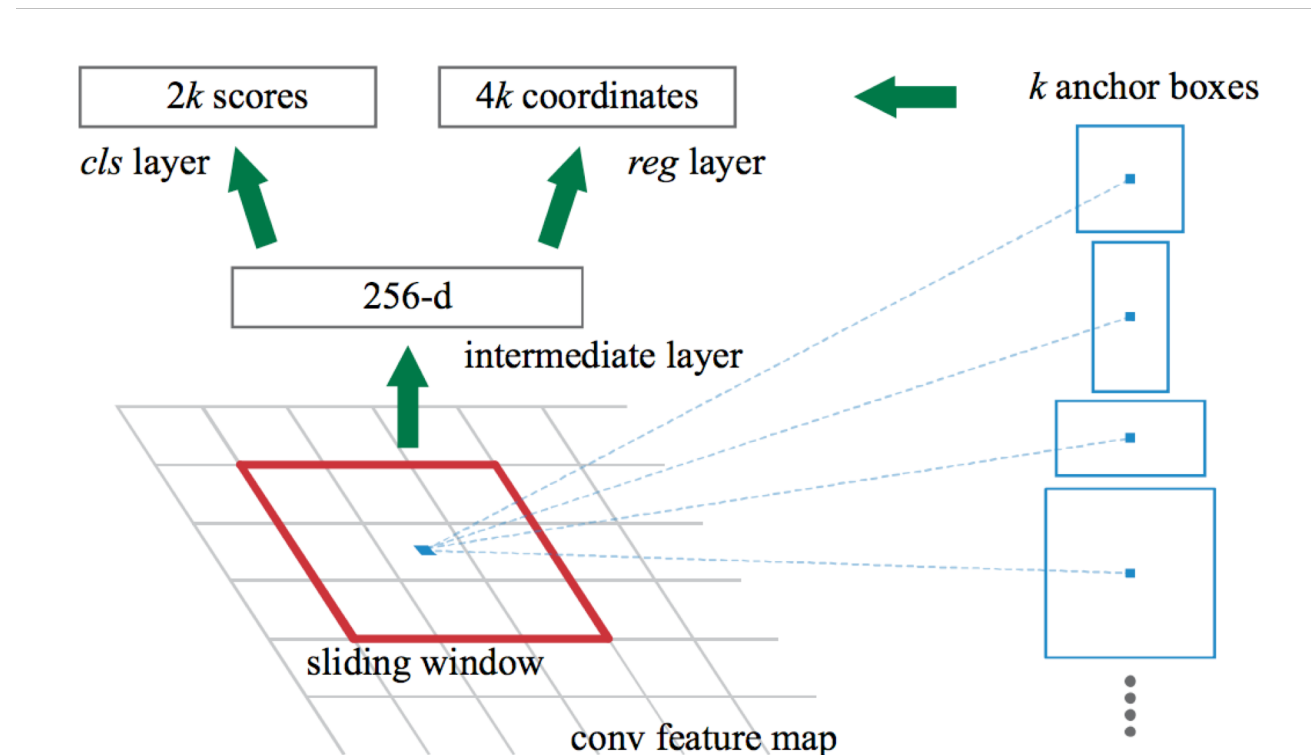 2k scores
4k coordinates
k anchor boxes
cls layer
reg layer
256-d
intermediate layer
sliding window
conv feature map